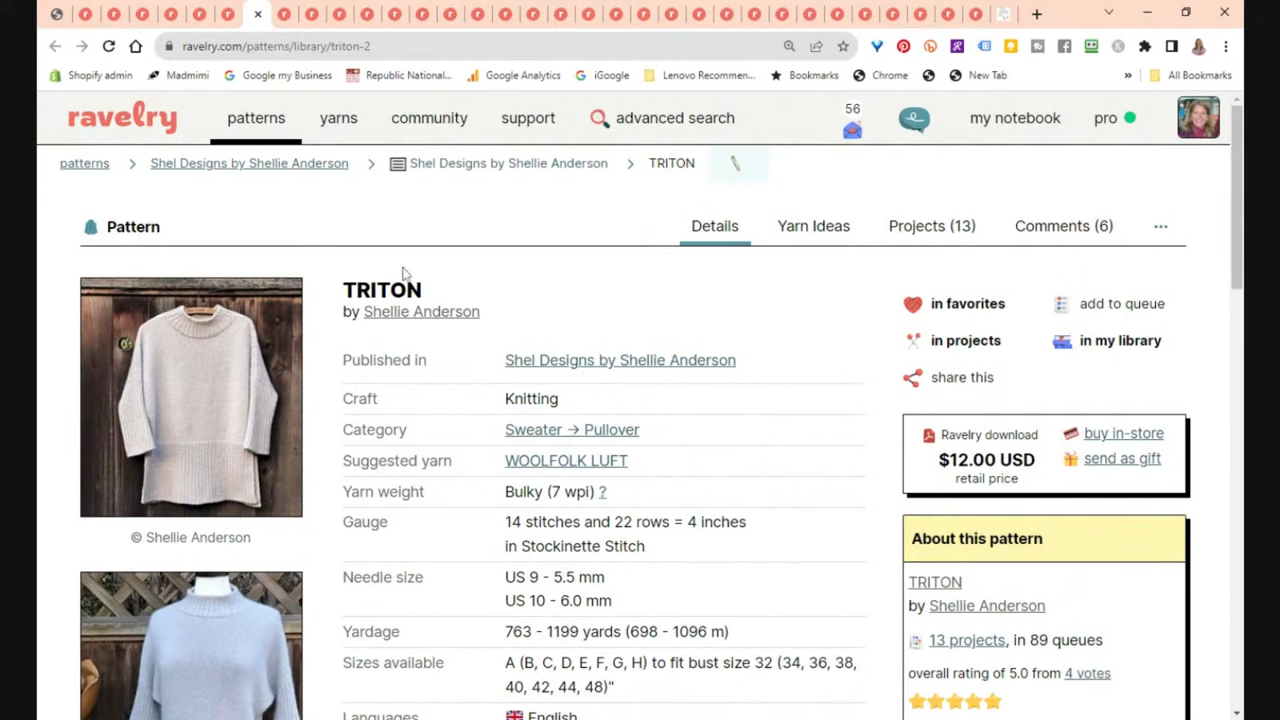 ravelry.com/patterns/library/triton-2
Shopify admin Madmimi Google my Business Republic National... Google Analytics iGoogle Lenovo Recommen... Bookmarks Chrome New Tab » All Bookmarks
ravelry patterns yarns community support advanced search 56 my notebook pro
patterns Shel Designs by Shellie Anderson Shel Designs by Shellie Anderson TRITON
Pattern Details Yarn Ideas Projects (13) Comments (6)
TRITON
by Shellie Anderson
Published in Shel Designs by Shellie Anderson
Craft Knitting
Category Sweater → Pullover
Suggested yarn WOOLFOLK LUFT
Yarn weight Bulky (7 wpi) ?
Gauge 14 stitches and 22 rows = 4 inches
in Stockinette Stitch
Needle size US 9 - 5.5 mm
US 10 - 6.0 mm
Yardage 763 - 1199 yards (698 - 1096 m)
Sizes available A (B, C, D, E, F, G, H) to fit bust size 32 (34, 36, 38,
40, 42, 44, 48)"
Languages English
© Shellie Anderson
in favorites add to queue
in projects in my library
share this
Ravelry download buy in-store
$12.00 USD send as gift
retail price
About this pattern
TRITON
by Shellie Anderson
13 projects, in 89 queues
overall rating of 5.0 from 4 votes